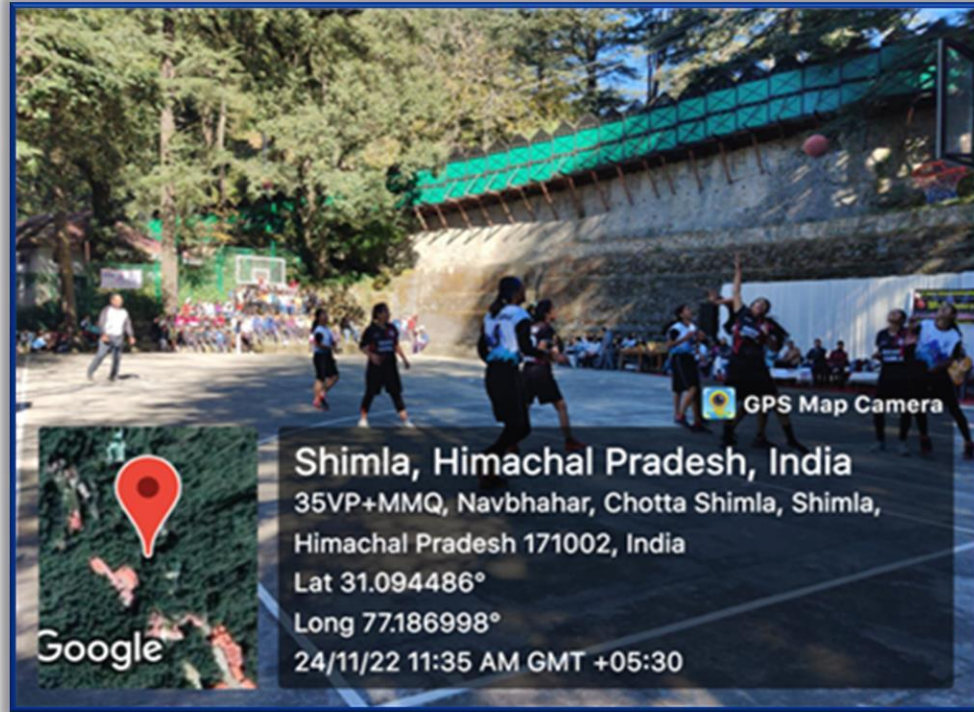 GPS Map Camera
Shimla, Himachal Pradesh, India
35VP+MMQ, Navbhahar, Chotta Shimla, Shimla,
Himachal Pradesh 171002, India
Lat 31.094486°
Long 77.186998°
24/11/22 11:35 AM GMT +05:30
Google